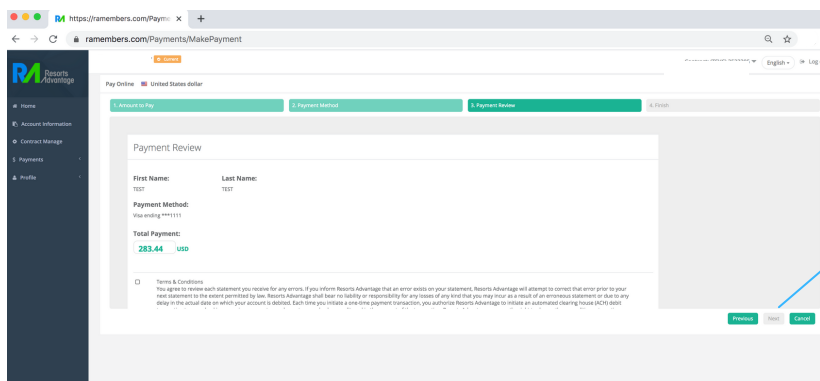 https://ramembers.com/Payme
ramembers.com/Payments/MakePayment
Resorts
Advantage
Current
English
Log
Pay Online United States dollar
Home
Account Information
Contract Manage
$ Payments
Profile
1. Amount to Pay
2. Payment Method
3. Payment Review
4. Finish
Payment Review
First Name: Last Name:
TEST TEST
Payment Method:
Visa ending ***1111
Total Payment:
283.44 USD
Terms & Conditions
You agree to review each statement you receive for any errors. If you inform Resorts Advantage that an error exists on your statement, Resorts Advantage will attempt to correct that error prior to your
next statement to the extent permitted by law. Resorts Advantage shall bear no liability or responsibility for any losses of any kind that you may incur as a result of an erroneous statement or due to any
delay in the actual date on which your account is debited. Each time you initiate a one-time payment transaction, you authorize Resorts Advantage to initiate an automated clearing house (ACH) debit
Previous Next Cancel